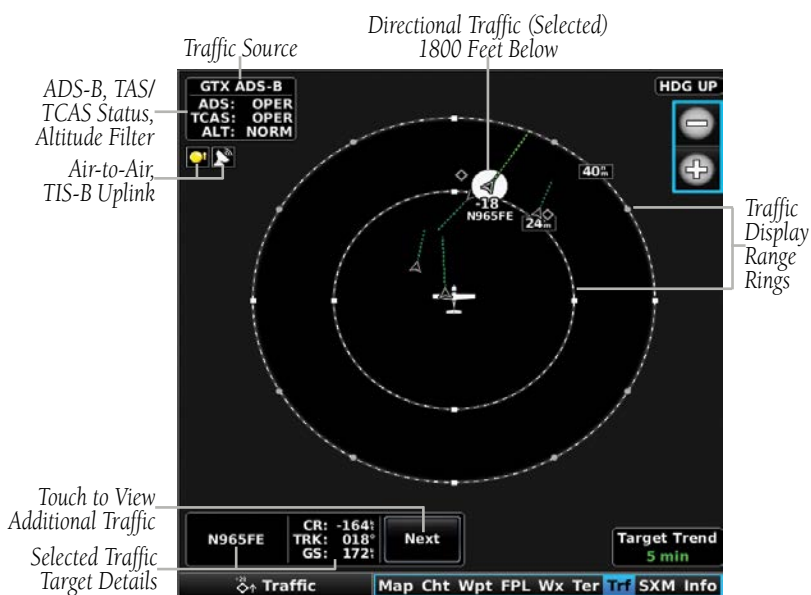 Directional Traffic (Selected)
1800 Feet Below
Traffic Source
ADS-B, TAS/
TCAS Status,
Altitude Filter
Air-to-Air,
TIS-B Uplink
GTX ADS-B
ADS: OPER
TCAS: OPER
ALT: NORM
HDG UP
40nm
-18
N965FE
24nm
Traffic
Display
Range
Rings
Touch to View
Additional Traffic
Selected Traffic
Target Details
N965FE
CR: -164
TRK: 018°
GS: 172
Next
Target Trend
5 min
Traffic
Map Cht Wpt FPL Wx Ter Trf SXM Info